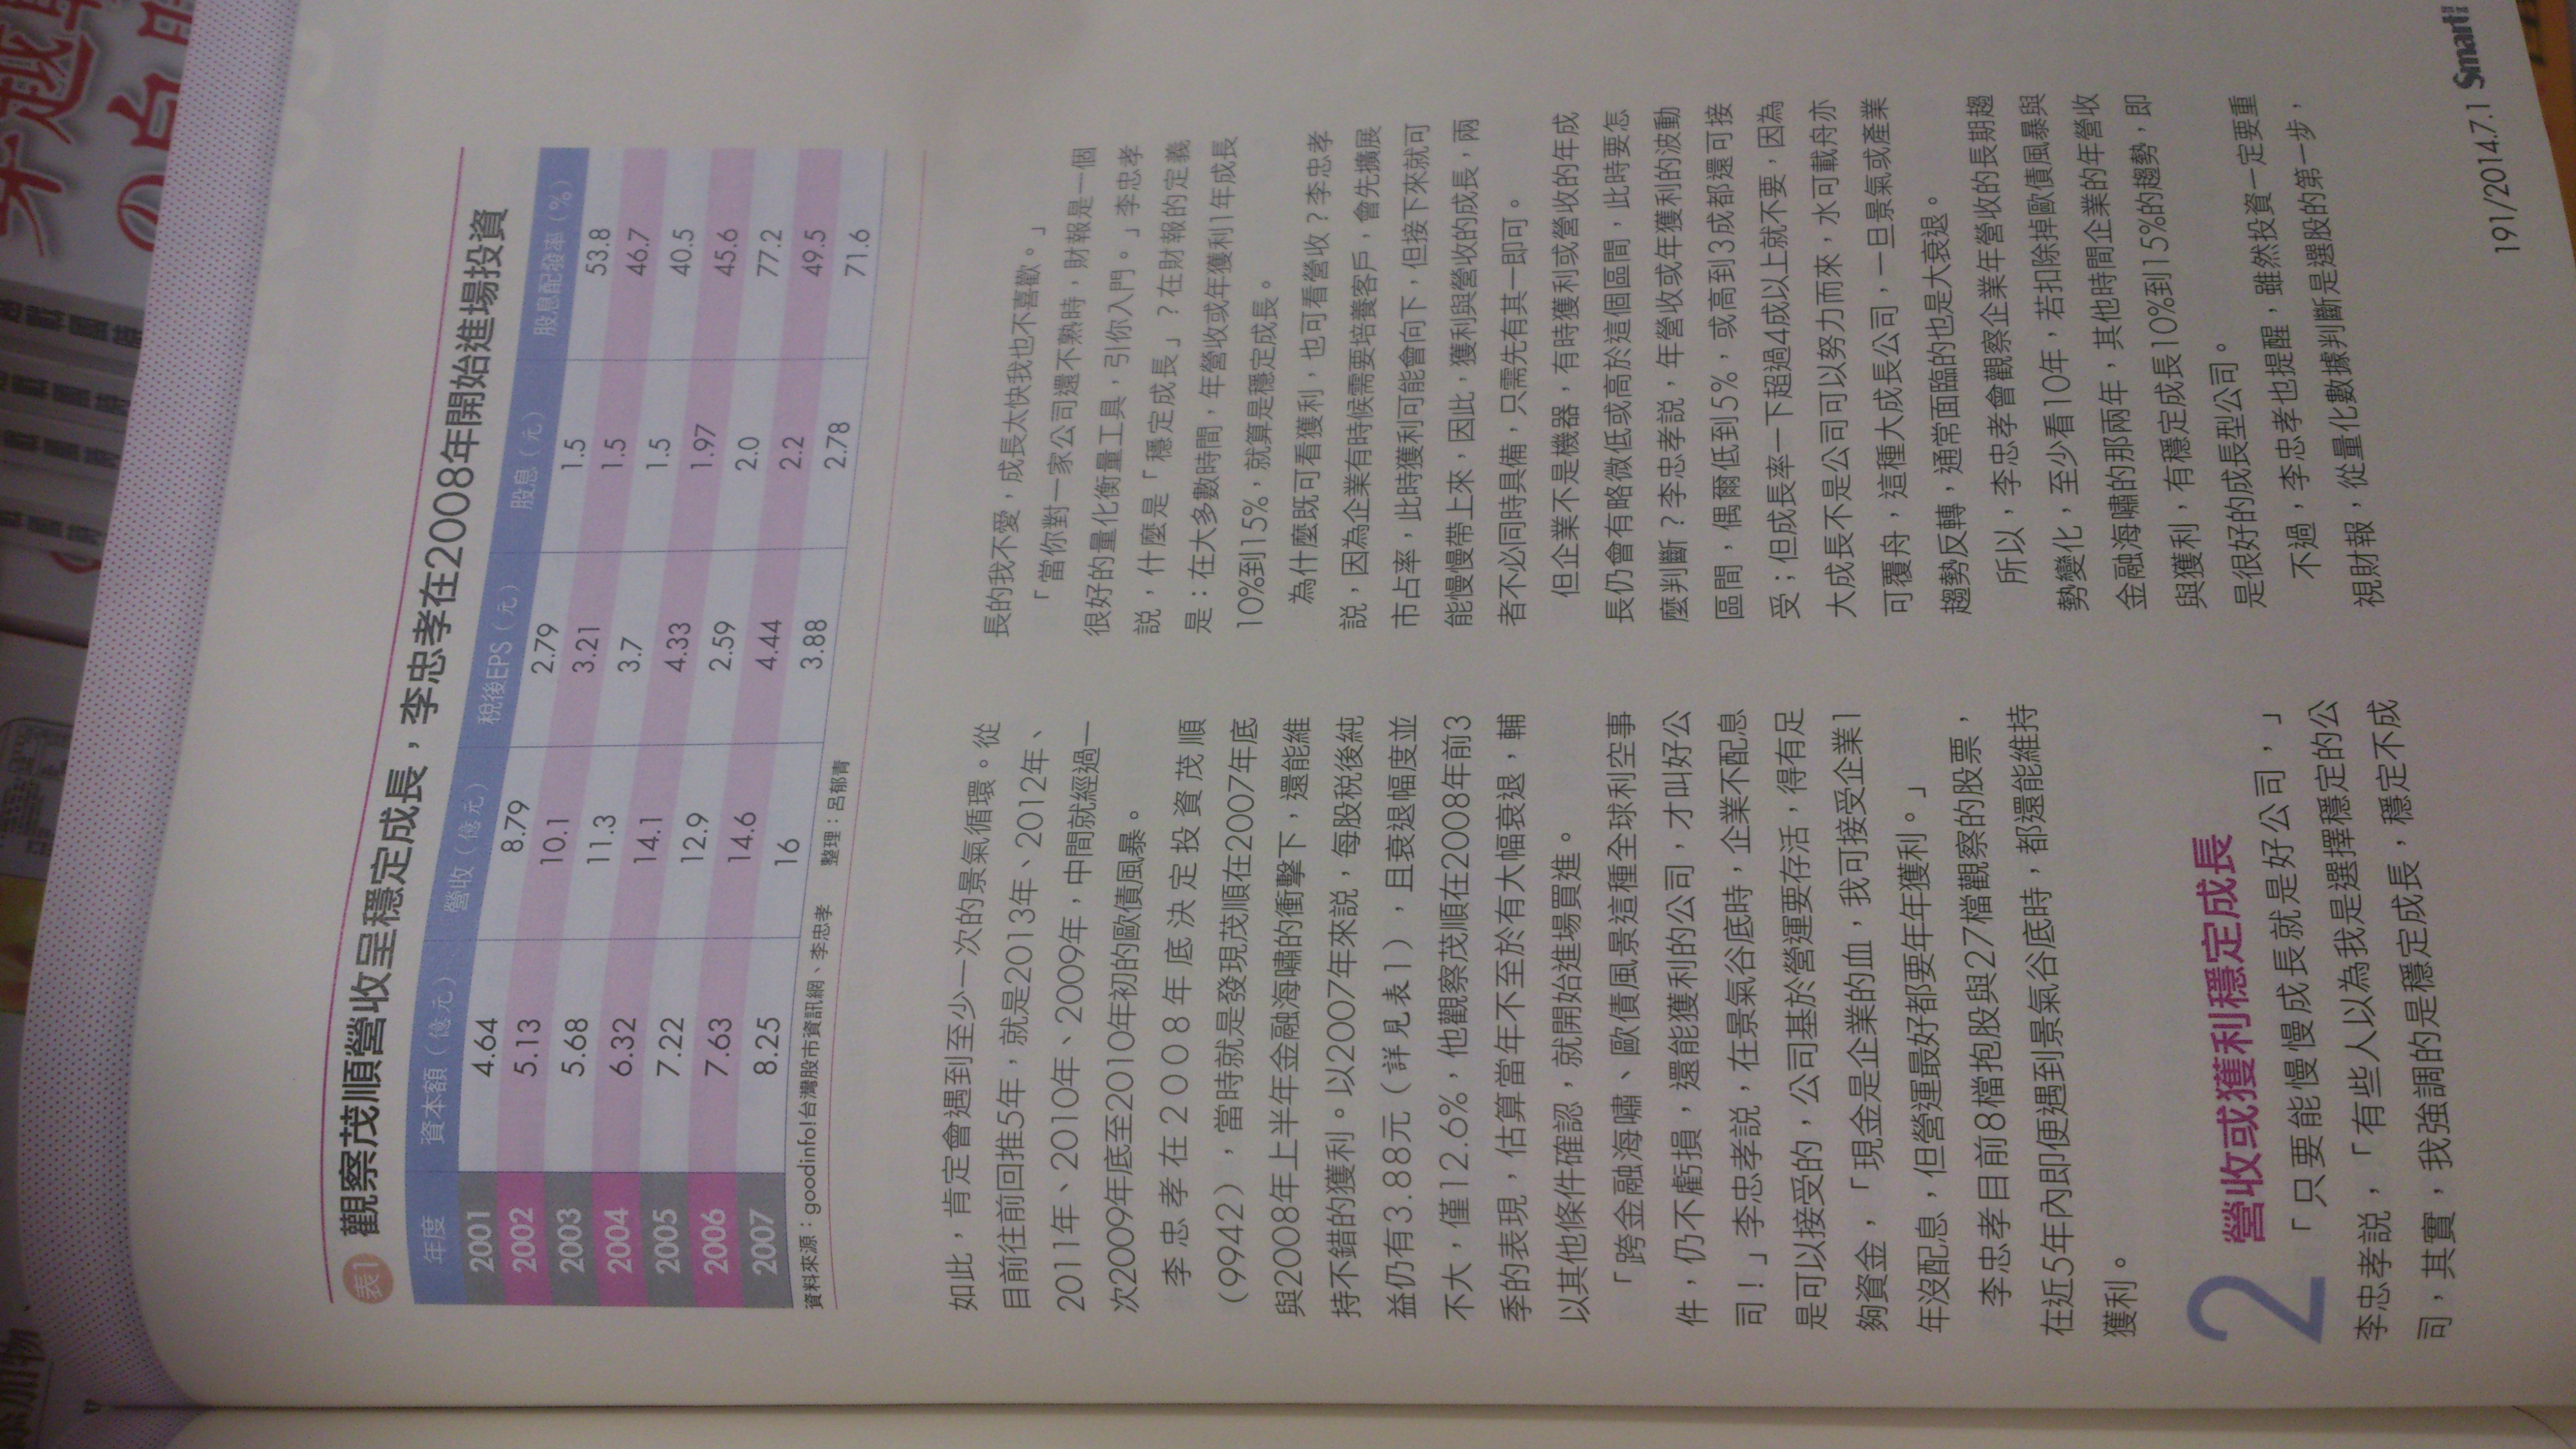 添加物
穿越
の
表1 觀察茂順營收呈穩定成長，李忠孝在2008年開始進場投資
年度 資本額（億元） 營收（億元） 稅後EPS（元） 股息（元） 股息配發率（%）
2001 4.64 8.79 2.79 1.5 53.8
2002 5.13 10.1 3.21 1.5 46.7
2003 5.68 11.3 3.7 1.5 40.5
2004 6.32 14.1 4.33 1.97 45.6
2005 7.22 12.9 2.59 2.0 77.2
2006 7.63 14.6 4.44 2.2 49.5
2007 8.25 16 3.88 2.78 71.6
資料來源：goodinfo!台灣股市資訊網、李忠孝 整理：呂郁青
如此，肯定會遇到至少一次的景氣循環。從
目前往前回推5年，就是2013年、2012年、
2011年、2010年、2009年，中間就經過一
次2009年底至2010年初的歐債風暴。
李忠孝在2008年底決定投資茂順
（9942），當時就是發現茂順在2007年底
與2008年上半年金融海嘯的衝擊下，還能維
持不錯的獲利。以2007年來說，每股稅後純
益仍有3.88元（詳見表1），且衰退幅度並
不大，僅12.6%，他觀察茂順在2008年前3
季的表現，估算當年不至於有大幅衰退，輔
以其他條件確認，就開始進場買進。
「跨金融海嘯、歐債風景這種全球利空事
件，仍不虧損，還能獲利的公司，才叫好公
司！」李忠孝說，在景氣谷底時，企業不配息
是可以接受的，公司基於營運要存活，得有足
夠資金，「現金是企業的血，我可接受企業1
年沒配息，但營運最好都要年年獲利。」
李忠孝目前8檔抱股與27檔觀察的股票，
在近5年內即便遇到景氣谷底時，都還能維持
獲利。
2 營收或獲利穩定成長
「只要能慢慢成長就是好公司，」
李忠孝說，「有些人以為我是選擇穩定的公
司，其實，我強調的是穩定成長，穩定不成
長的我不愛，成長太快我也不喜歡。」
「當你對一家公司還不熟時，財報是一個
很好的量化衡量工具，引你入門。」李忠孝
說，什麼是「穩定成長」？在財報的定義
是：在大多數時間，年營收或年獲利1年成長
10%到15%，就算是穩定成長。
為什麼既可看獲利，也可看營收？李忠孝
說，因為企業有時候需要培養客戶，會先擴展
市占率，此時獲利可能會向下，但接下來就可
能慢慢帶上來，因此，獲利與營收的成長，兩
者不必同時具備，只需先有其一即可。
但企業不是機器，有時獲利或營收的年成
長仍會有略微低或高於這個區間，此時要怎
麼判斷？李忠孝說，年營收或年獲利的波動
區間，偶爾低到5%，或高到3成都還可接
受；但成長率一下超過4成以上就不要，因為
大成長不是公司可以努力而來，水可載舟亦
可覆舟，這種大成長公司，一旦景氣或產業
趨勢反轉，通常面臨的也是大衰退。
所以，李忠孝會觀察企業年營收的長期趨
勢變化，至少看10年，若扣除掉歐債風暴與
金融海嘯的那兩年，其他時間企業的年營收
與獲利，有穩定成長10%到15%的趨勢，即
是很好的成長型公司。
不過，李忠孝也提醒，雖然投資一定要重
視財報，從量化數據判斷是選股的第一步，
191/2014.7.1 Smart